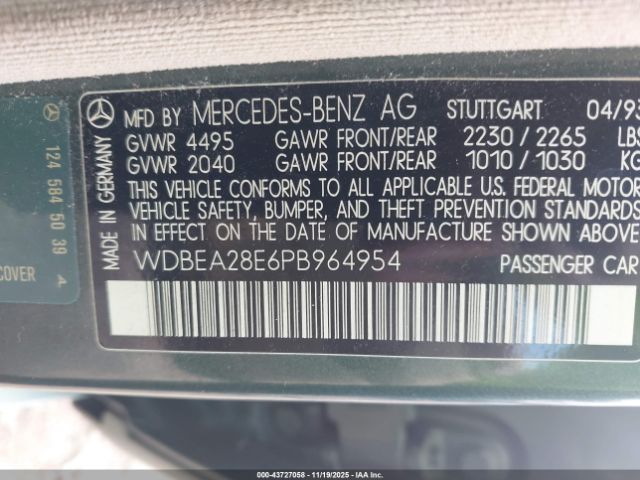 MFD BY MERCEDES-BENZ AG STUTTGART 04/93
GVWR 4495 GAWR FRONT/REAR 2230 / 2265 LBS
GVWR 2040 GAWR FRONT/REAR 1010 / 1030 KG
THIS VEHICLE CONFORMS TO ALL APPLICABLE U.S. FEDERAL MOTOR
VEHICLE SAFETY, BUMPER, AND THEFT PREVENTION STANDARDS
IN EFFECT ON THE DATE OF MANUFACTURE SHOWN ABOVE
WDBEA28E6PB964954 PASSENGER CAR
MADE IN GERMANY
124 584 50 39
COVER
000-43727058 - 11/19/2025 - IAAI.COM